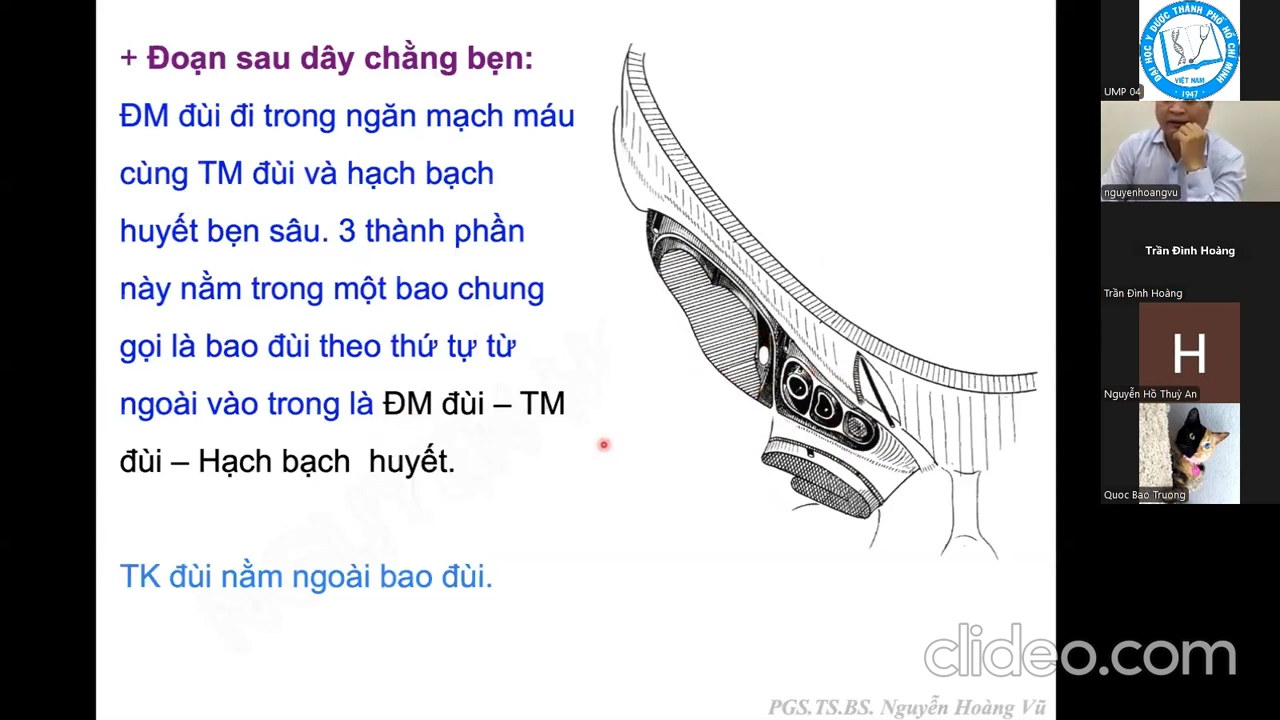 + Đoạn sau dây chằng bẹn:
ĐM đùi đi trong ngăn mạch máu
cùng TM đùi và hạch bạch
huyết bẹn sâu. 3 thành phần
này nằm trong một bao chung
gọi là bao đùi theo thứ tự từ
ngoài vào trong là ĐM đùi – TM
đùi – Hạch bạch huyết.
TK đùi nằm ngoài bao đùi.
PGS.TS.BS. Nguyễn Hoàng Vũ
clideo.com
ĐẠI HỌC Y DƯỢC THÀNH PHỐ HỒ CHÍ MINH
VIỆT NAM
1947
UMP 04
nguyenhoangvu
Trần Đình Hoàng
Trần Đình Hoàng
H
Nguyễn Hồ Thuỳ An
Quoc Bao Truong